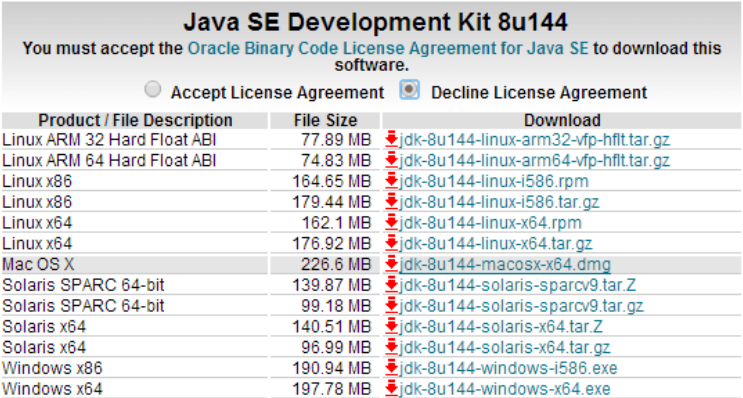 Java SE Development Kit 8u144
You must accept the Oracle Binary Code License Agreement for Java SE to download this
software.
Accept License Agreement Decline License Agreement
Product / File Description File Size Download
Linux ARM 32 Hard Float ABI 77.89 MB jdk-8u144-linux-arm32-vfp-hflt.tar.gz
Linux ARM 64 Hard Float ABI 74.83 MB jdk-8u144-linux-arm64-vfp-hflt.tar.gz
Linux x86 164.65 MB jdk-8u144-linux-i586.rpm
Linux x86 179.44 MB jdk-8u144-linux-i586.tar.gz
Linux x64 162.1 MB jdk-8u144-linux-x64.rpm
Linux x64 176.92 MB jdk-8u144-linux-x64.tar.gz
Mac OS X 226.6 MB jdk-8u144-macosx-x64.dmg
Solaris SPARC 64-bit 139.87 MB jdk-8u144-solaris-sparcv9.tar.Z
Solaris SPARC 64-bit 99.18 MB jdk-8u144-solaris-sparcv9.tar.gz
Solaris x64 140.51 MB jdk-8u144-solaris-x64.tar.Z
Solaris x64 96.99 MB jdk-8u144-solaris-x64.tar.gz
Windows x86 190.94 MB jdk-8u144-windows-i586.exe
Windows x64 197.78 MB jdk-8u144-windows-x64.exe